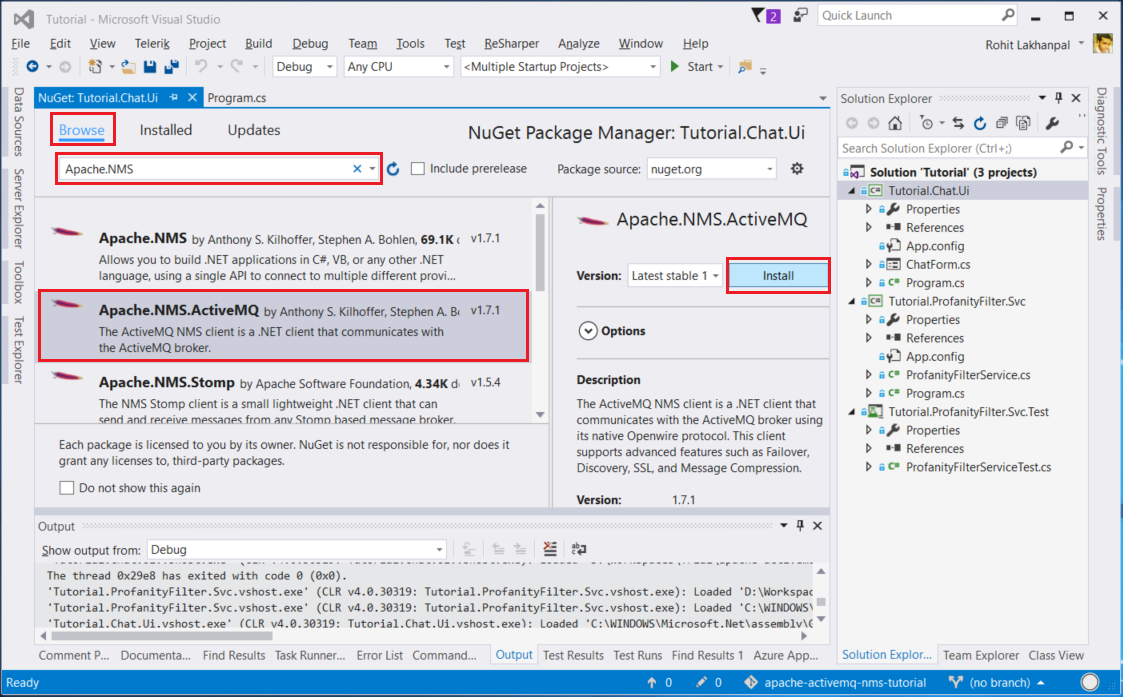 Tutorial - Microsoft Visual Studio
2
Quick Launch
File Edit View Telerik Project Build Debug Team Tools Test ReSharper Analyze Window Help
Rohit Lakhanpal
Debug
Any CPU
<Multiple Startup Projects>
Start
Data Sources
Server Explorer
Toolbox
Test Explorer
NuGet: Tutorial.Chat.Ui
Program.cs
Browse
Installed
Updates
NuGet Package Manager: Tutorial.Chat.Ui
Apache.NMS
Include prerelease
Package source:
nuget.org
Apache.NMS by Anthony S. Kilhoffer, Stephen A. Bohlen, 69.1K v1.7.1
Allows you to build .NET applications in C#, VB, or any other .NET
language, using a single API to connect to multiple different provi...
Apache.NMS.ActiveMQ by Anthony S. Kilhoffer, Stephen A. v1.7.1
The ActiveMQ NMS client is a .NET client that communicates with
the ActiveMQ broker.
Apache.NMS.Stomp by Apache Software Foundation, 4.34K v1.5.4
The NMS Stomp client is a small lightweight .NET client that can
send and receive messages from any Stomp based message broker.
Each package is licensed to you by its owner. NuGet is not responsible for, nor does it
grant any licenses to, third-party packages.
Do not show this again
Apache.NMS.ActiveMQ
Version:
Latest stable 1
Install
Options
Description
The ActiveMQ NMS client is a .NET client that
communicates with the ActiveMQ broker using
its native Openwire protocol. This client
supports advanced features such as Failover,
Discovery, SSL, and Message Compression.
Version: 1.7.1
Output
Show output from:
Debug
The thread 0x29e8 has exited with code 0 (0x0).
'Tutorial.ProfanityFilter.Svc.vshost.exe' (CLR v4.0.30319: Tutorial.ProfanityFilter.Svc.vshost.exe): Loaded 'D:\Workspac
'Tutorial.ProfanityFilter.Svc.vshost.exe' (CLR v4.0.30319: Tutorial.ProfanityFilter.Svc.vshost.exe): Loaded 'C:\WINDOWS\
'Tutorial.Chat.Ui.vshost.exe' (CLR v4.0.30319: Tutorial.Chat.Ui.vshost.exe): Loaded 'C:\WINDOWS\Microsoft.Net\assembly\G
Comment P... Documenta... Find Results Task Runner... Error List Command... Output Test Results Test Runs Find Results 1 Azure App...
Solution Explorer
Search Solution Explorer (Ctrl+;)
Solution 'Tutorial' (3 projects)
Tutorial.Chat.Ui
Properties
References
App.config
ChatForm.cs
Program.cs
Tutorial.ProfanityFilter.Svc
Properties
References
App.config
ProfanityFilterService.cs
Program.cs
Tutorial.ProfanityFilter.Svc.Test
Properties
References
ProfanityFilterServiceTest.cs
Solution Explor... Team Explorer Class View
Diagnostic Tools
Properties
Ready
0
0
apache-activemq-nms-tutorial
(no branch)